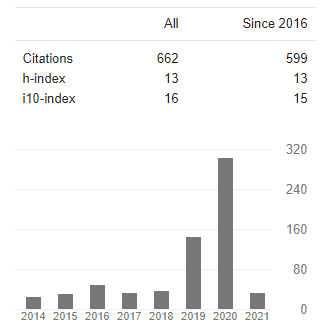 All Since 2016
Citations 662 599
h-index 13 13
i10-index 16 15
320
240
160
80
0
2014 2015 2016 2017 2018 2019 2020 2021